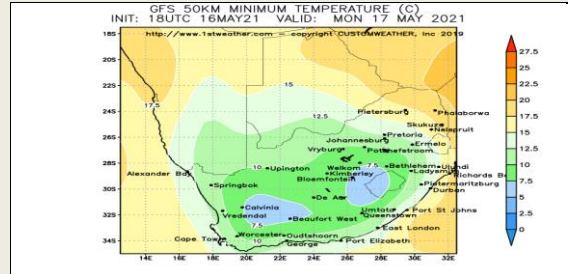 GFS 50KM MINIMUM TEMPERATURE (C)
INIT: 18UTC 16MAY21 VALID: MON 17 MAY 2021
http://www.1stweather.com — copyright CUSTOMWEATHER, Inc 2019
18S
20S
22S
24S
26S
28S
30S
32S
34S
17.5
15
12.5
Pietersburg
Phalaborwa
Skukuza
Nelspruit
Pretoria
Johannesburg
Ermelo
Vryburg
Potchefstroom
10
7.5
Upington
Welkom
Bethlehem
Ulundi
Alexander Ba
Kimberley
Ladysmith
Richards B
Bloemfontein
Springbok
Pietermaritzburg
De Aar
Durban
Calvinia
Umtata
Port St Johns
Vredendal
Beaufort West
Queenstown
7.5
East London
Worcester
Oudtshoorn
Cape Town
10
George
Port Elizabeth
14E 16E 18E 20E 22E 24E 26E 28E 30E 32E
27.5
25
22.5
20
17.5
15
12.5
10
7.5
5
2.5
0